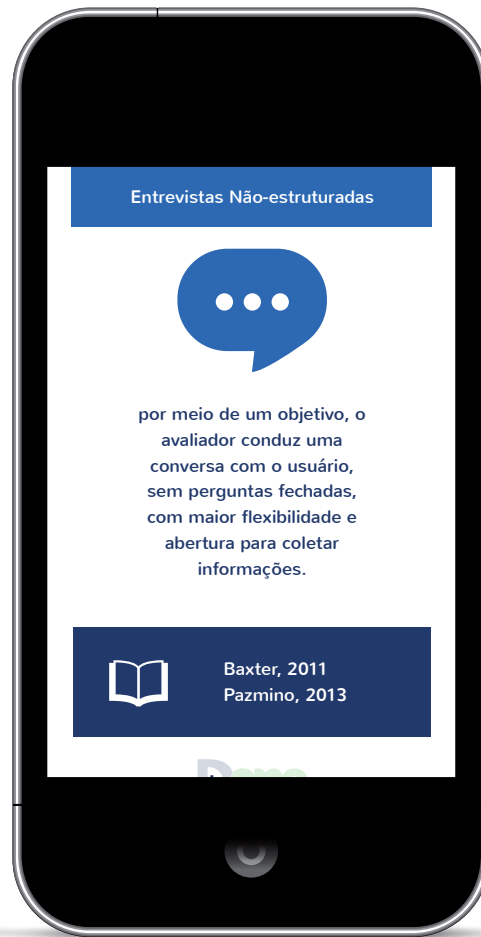 Entrevistas Não-estruturadas
por meio de um objetivo, o
avaliador conduz uma
conversa com o usuário,
sem perguntas fechadas,
com maior flexibilidade e
abertura para coletar
informações.
Baxter, 2011
Pazmino, 2013